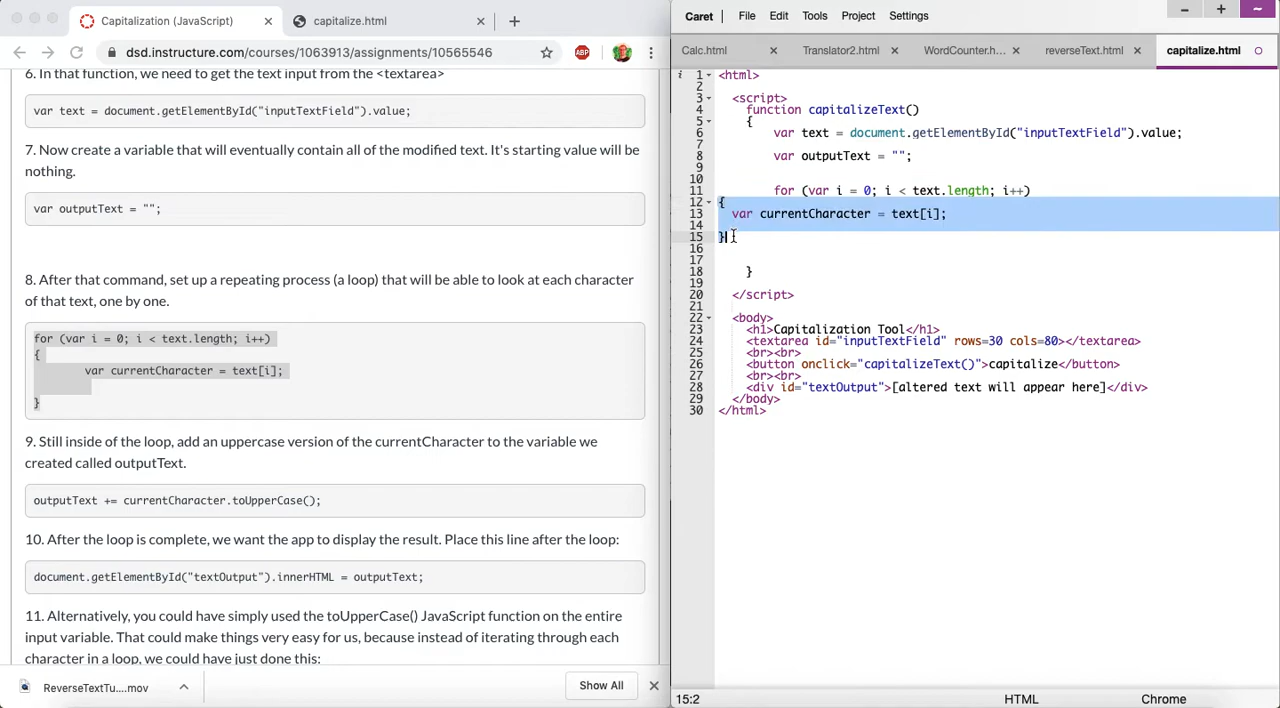 Capitalization (JavaScript)
capitalize.html
dsd.instructure.com/courses/1063913/assignments/10565546
ABP
6. In that function, we need to get the text input from the <textarea>
var text = document.getElementById("inputTextField").value;
7. Now create a variable that will eventually contain all of the modified text. It's starting value will be
nothing.
var outputText = "";
8. After that command, set up a repeating process (a loop) that will be able to look at each character
of that text, one by one.
for (var i = 0; i < text.length; i++)
{
var currentCharacter = text[i];
}
9. Still inside of the loop, add an uppercase version of the currentCharacter to the variable we
created called outputText.
outputText += currentCharacter.toUpperCase();
10. After the loop is complete, we want the app to display the result. Place this line after the loop:
document.getElementById("textOutput").innerHTML = outputText;
11. Alternatively, you could have simply used the toUpperCase() JavaScript function on the entire
input variable. That could make things very easy for us, because instead of iterating through each
character in a loop, we could have just done this:
ReverseTextTu....mov
Show All
Caret File Edit Tools Project Settings
Calc.html Translator2.html WordCounter.h... reverseText.html capitalize.html
i 1 <html>
2
3 <script>
4 function capitalizeText()
5 {
6 var text = document.getElementById("inputTextField").value;
7
8 var outputText = "";
9
10
11 for (var i = 0; i < text.length; i++)
12 {
13 var currentCharacter = text[i];
14
15 }
16
17
18 }
19
20 </script>
21
22 <body>
23 <h1>Capitalization Tool</h1>
24 <textarea id="inputTextField" rows=30 cols=80></textarea>
25 <br><br>
26 <button onclick="capitalizeText()">capitalize</button>
27 <br><br>
28 <div id="textOutput">[altered text will appear here]</div>
29 </body>
30 </html>
15:2 HTML Chrome